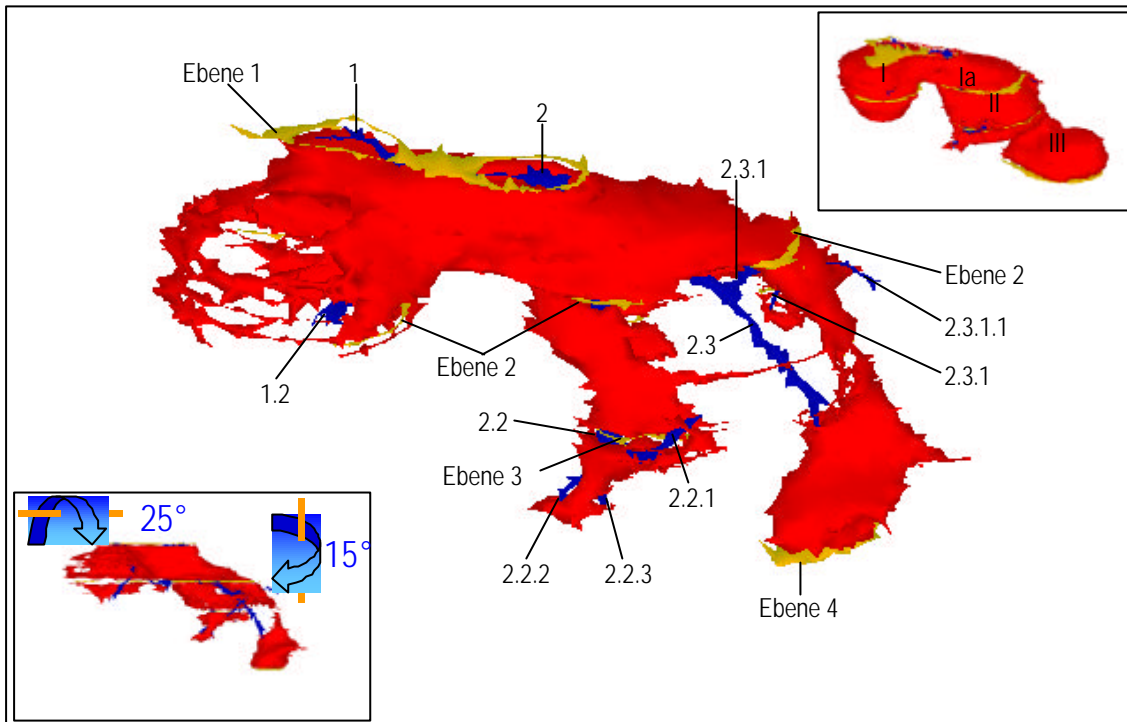 Ebene 1
1
2
2.3.1
I
Ia
II
III
Ebene 2
2.3.1.1
2.3.1
2.3
Ebene 2
1.2
2.2
Ebene 3
2.2.1
2.2.2
2.2.3
Ebene 4
25°
15°